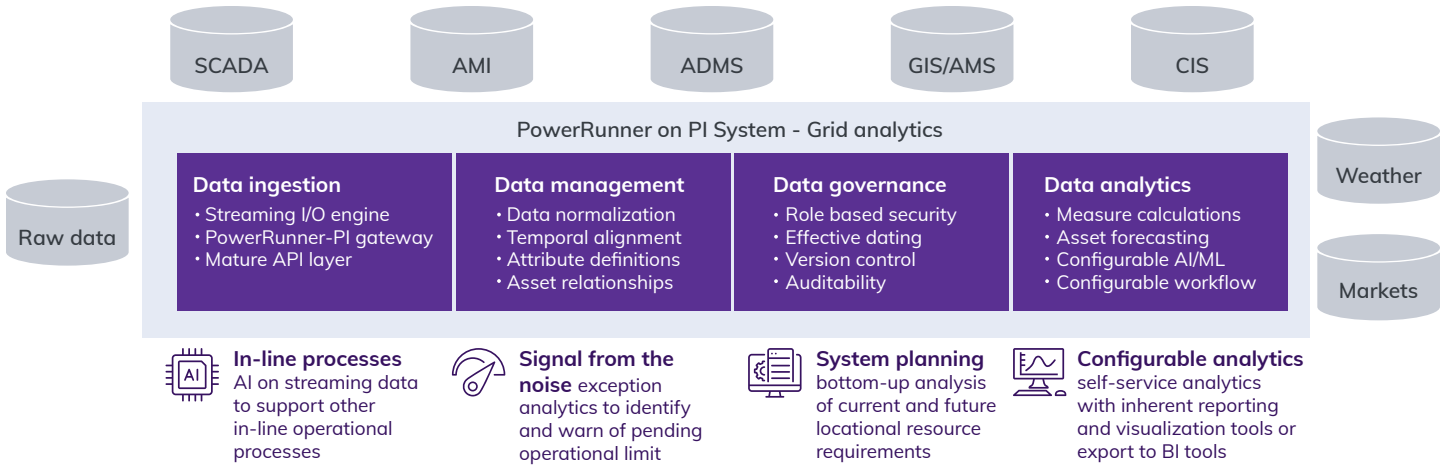 SCADA
AMI
ADMS
GIS/AMS
CIS
PowerRunner on PI System - Grid analytics
Raw data
Data ingestion
• Streaming I/O engine
• PowerRunner-PI gateway
• Mature API layer
Data management
• Data normalization
• Temporal alignment
• Attribute definitions
• Asset relationships
Data governance
• Role based security
• Effective dating
• Version control
• Auditability
Data analytics
• Measure calculations
• Asset forecasting
• Configurable AI/ML
• Configurable workflow
Weather
Markets
AI
In-line processes
AI on streaming data
to support other
in-line operational
processes
Signal from the
noise exception
analytics to identify
and warn of pending
operational limit
System planning
bottom-up analysis
of current and future
locational resource
requirements
Configurable analytics
self-service analytics
with inherent reporting
and visualization tools or
export to BI tools